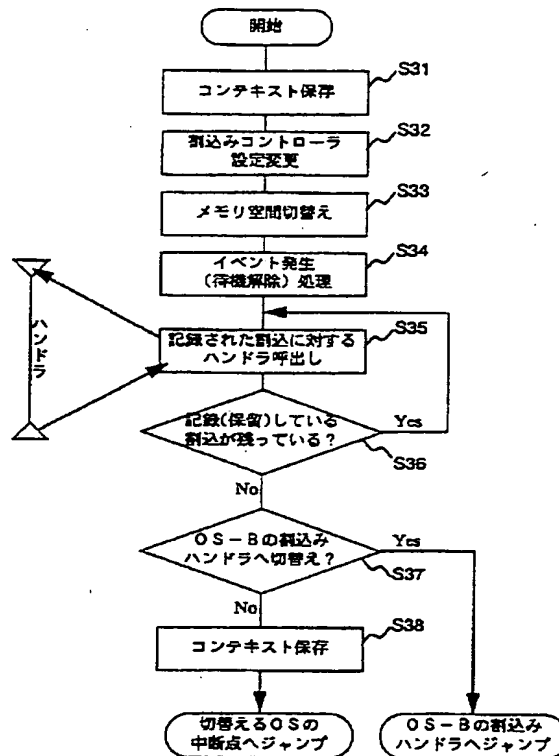 開始
S31
コンテキスト保存
S32
割込みコントローラ
設定変更
S33
メモリ空間切替え
S34
イベント発生
(待機解除)処理
S35
記録された割込に対する
ハンドラ呼出し
ハンドラ
記録(保留)している
割込が残っている?
Yes
S36
No
OS-Bの割込み
ハンドラへ切替え?
Yes
S37
No
S38
コンテキスト保存
切替えるOSの
中断点へジャンプ
OS-Bの割込み
ハンドラへジャンプ